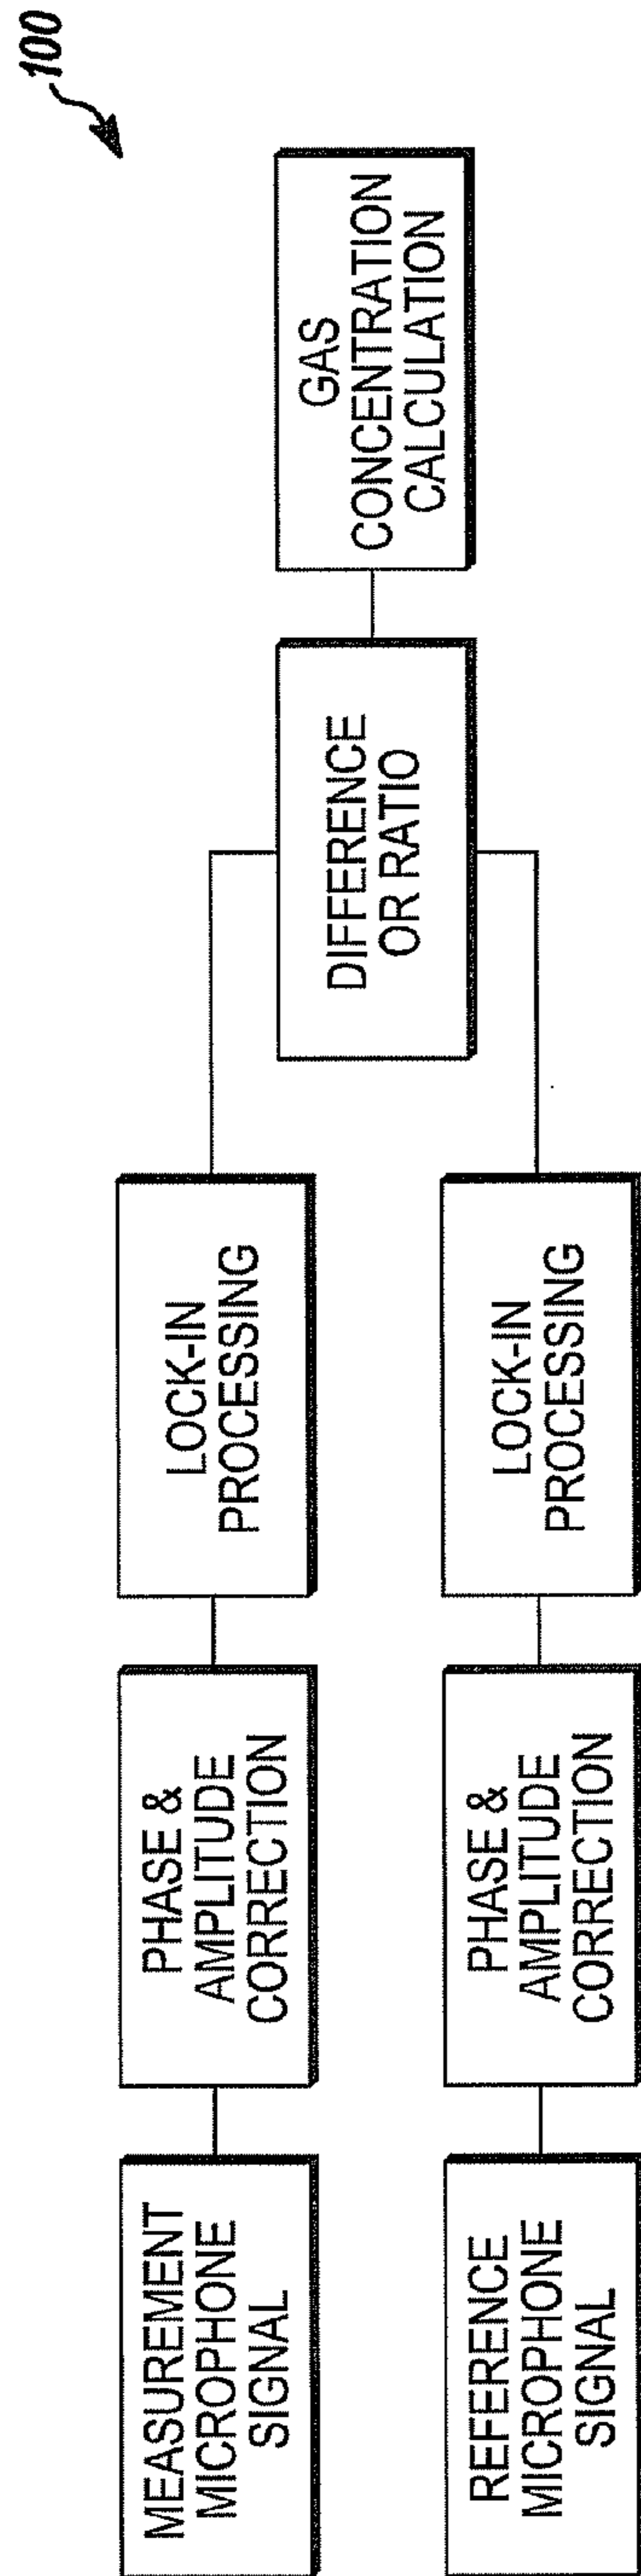 100
MEASUREMENT
MICROPHONE
SIGNAL
PHASE &
AMPLITUDE
CORRECTION
LOCK-IN
PROCESSING
REFERENCE
MICROPHONE
SIGNAL
PHASE &
AMPLITUDE
CORRECTION
LOCK-IN
PROCESSING
DIFFERENCE
OR RATIO
GAS
CONCENTRATION
CALCULATION